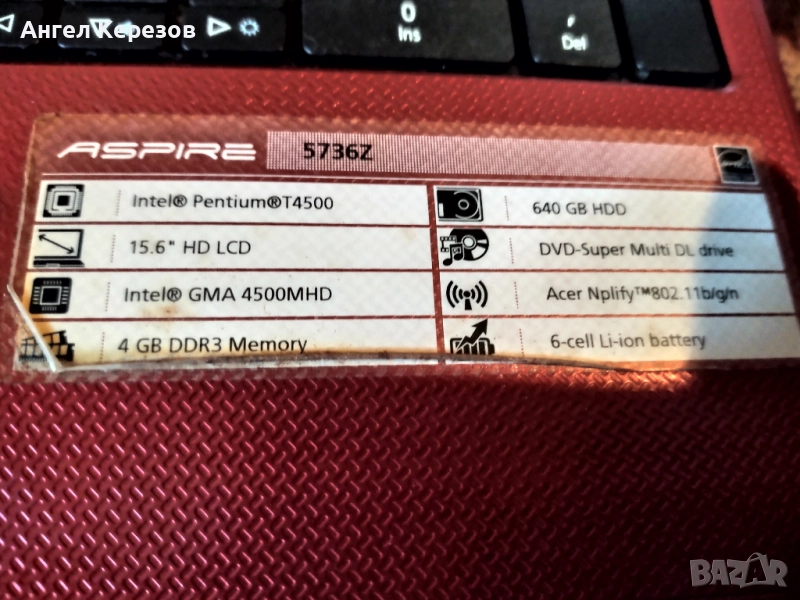 Ангел Керезов
0
Ins
,
Del
ASPIRE 5736Z
Intel® Pentium®T4500
640 GB HDD
15.6" HD LCD
DVD-Super Multi DL drive
Intel® GMA 4500MHD
Acer Nplify™802.11b/g/n
4 GB DDR3 Memory
6-cell Li-ion battery
BAZAR